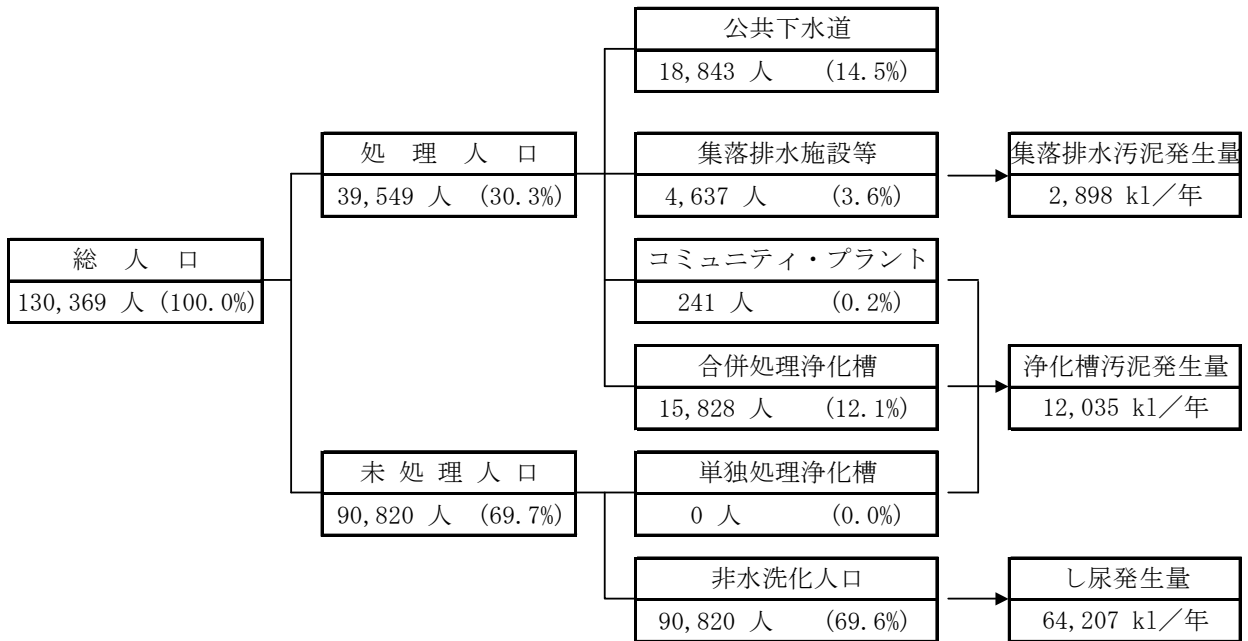 公共下水道
18,843 人 (14.5%)
処理人口
39,549 人 (30.3%)
集落排水施設等
4,637 人 (3.6%)
集落排水汚泥発生量
2,898 kl／年
総人口
130,369 人 (100.0%)
コミュニティ・プラント
241 人 (0.2%)
合併処理浄化槽
15,828 人 (12.1%)
浄化槽汚泥発生量
12,035 kl／年
未処理人口
90,820 人 (69.7%)
単独処理浄化槽
0 人 (0.0%)
非水洗化人口
90,820 人 (69.6%)
し尿発生量
64,207 kl／年